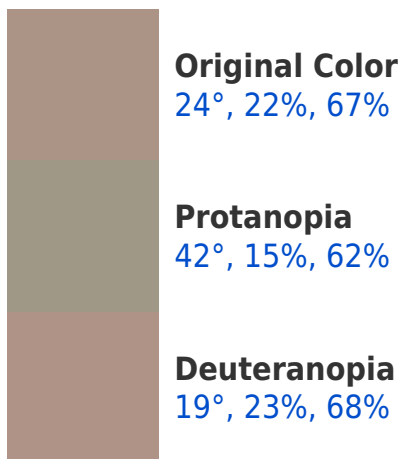 Original Color
24°, 22%, 67%
Protanopia
42°, 15%, 62%
Deuteranopia
19°, 23%, 68%